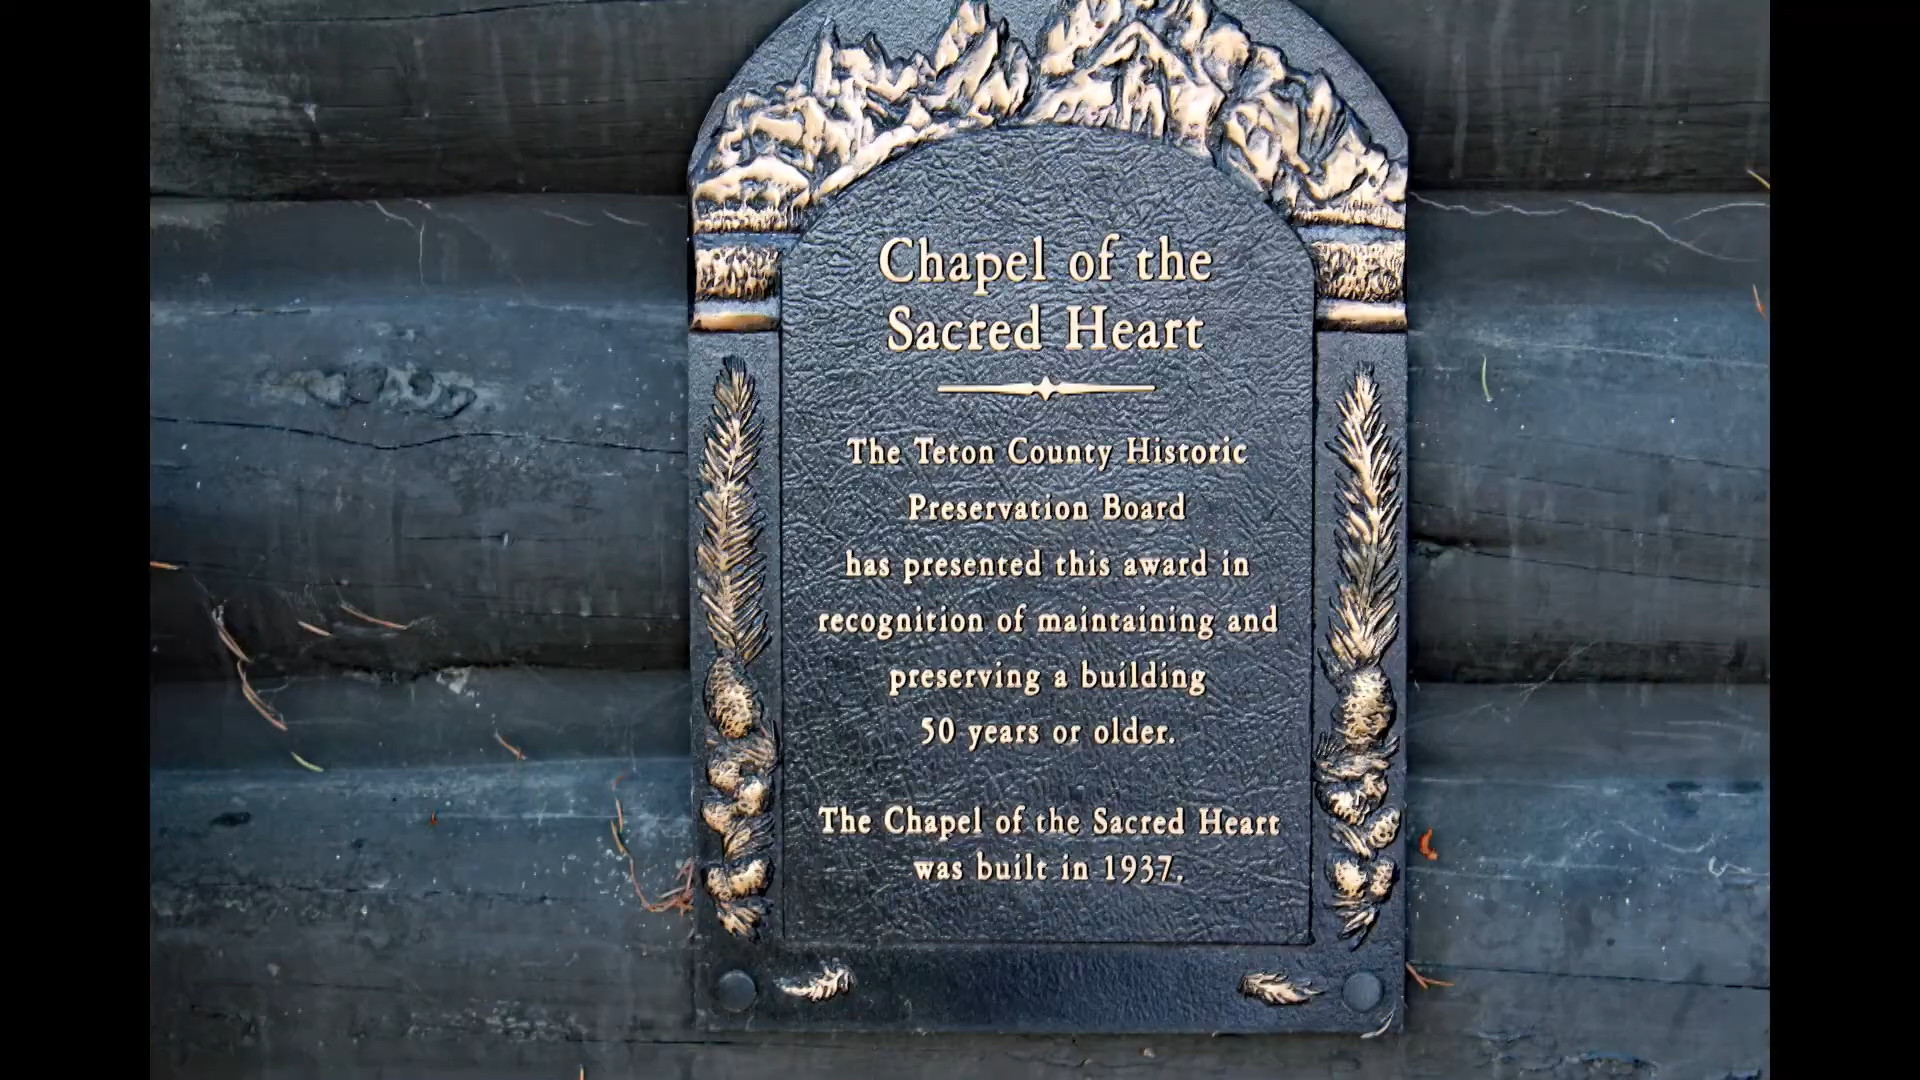 Chapel of the
Sacred Heart
The Teton County Historic
Preservation Board
has presented this award in
recognition of maintaining and
preserving a building
50 years or older.
The Chapel of the Sacred Heart
was built in 1937.